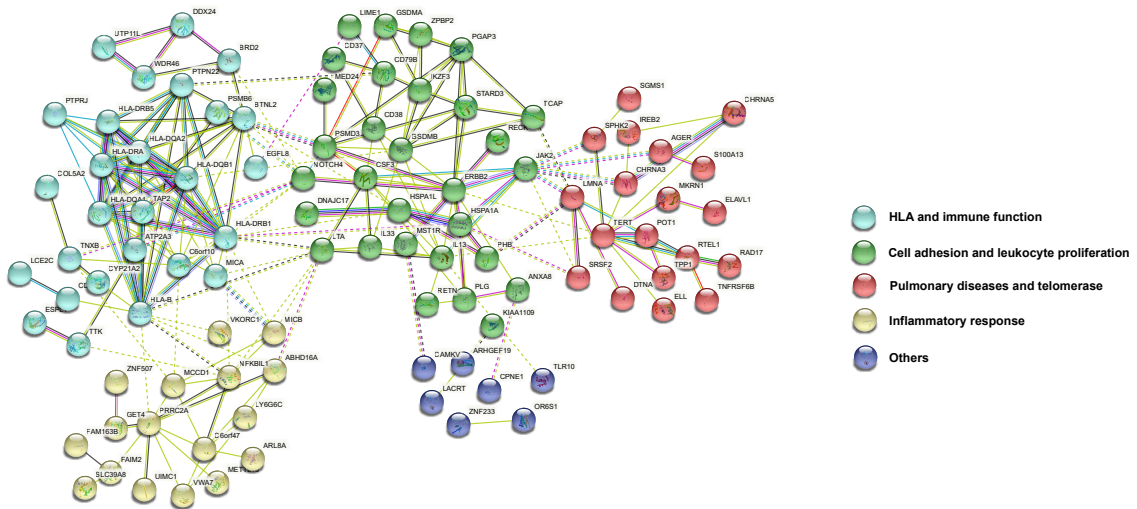 DDX24
LIME1
GSDMA
ZPBP2
UTP11L
BRD2
CD37
PGAP3
WDR46
CD79B
PTPN22
MED24
IKZF3
STARD3
SGMS1
CHRNA5
PTPRJ
HLA-DRB5
PSMB6
BTNL2
TCAP
SPHK2
IREB2
AGER
CD38
HLA-DQA2
PSMD3
GSDMB
RECK
HLA-DRA
EGFL8
NOTCH4
CSF3
JAK2
S100A13
COL5A2
HLA-DQB1
ERBB2
LMNA
CHRNA3
MKRN1
HLA-DQA1
TAP2
DNAJC17
HSPA1L
HSPA1A
ELAVL1
HLA and immune function
HLA-DRB1
TERT
POT1
TNXB
ATP2A3
C6orf10
LTA
IL33
MST1R
IL13
PHB
RTEL1
RAD17
Cell adhesion and leukocyte proliferation
LCE2C
CYP21A2
MICA
SRSF2
TPP1
ANXA8
DTNA
TNFRSF6B
Pulmonary diseases and telomerase
HLA-B
RETN
PLG
ELL
TTK
VKORC1
MICB
KIAA1109
Inflammatory response
ZNF507
MCCD1
NFKBIL1
ABHD16A
CAMKV
ARHGEF19
TLR10
Others
GET4
PRRC2A
LY6G6C
LACRT
CPNE1
FAM163B
C6orf47
ZNF233
OR6S1
FAIM2
ARL8A
SLC39A8
UIMC1
VWA7